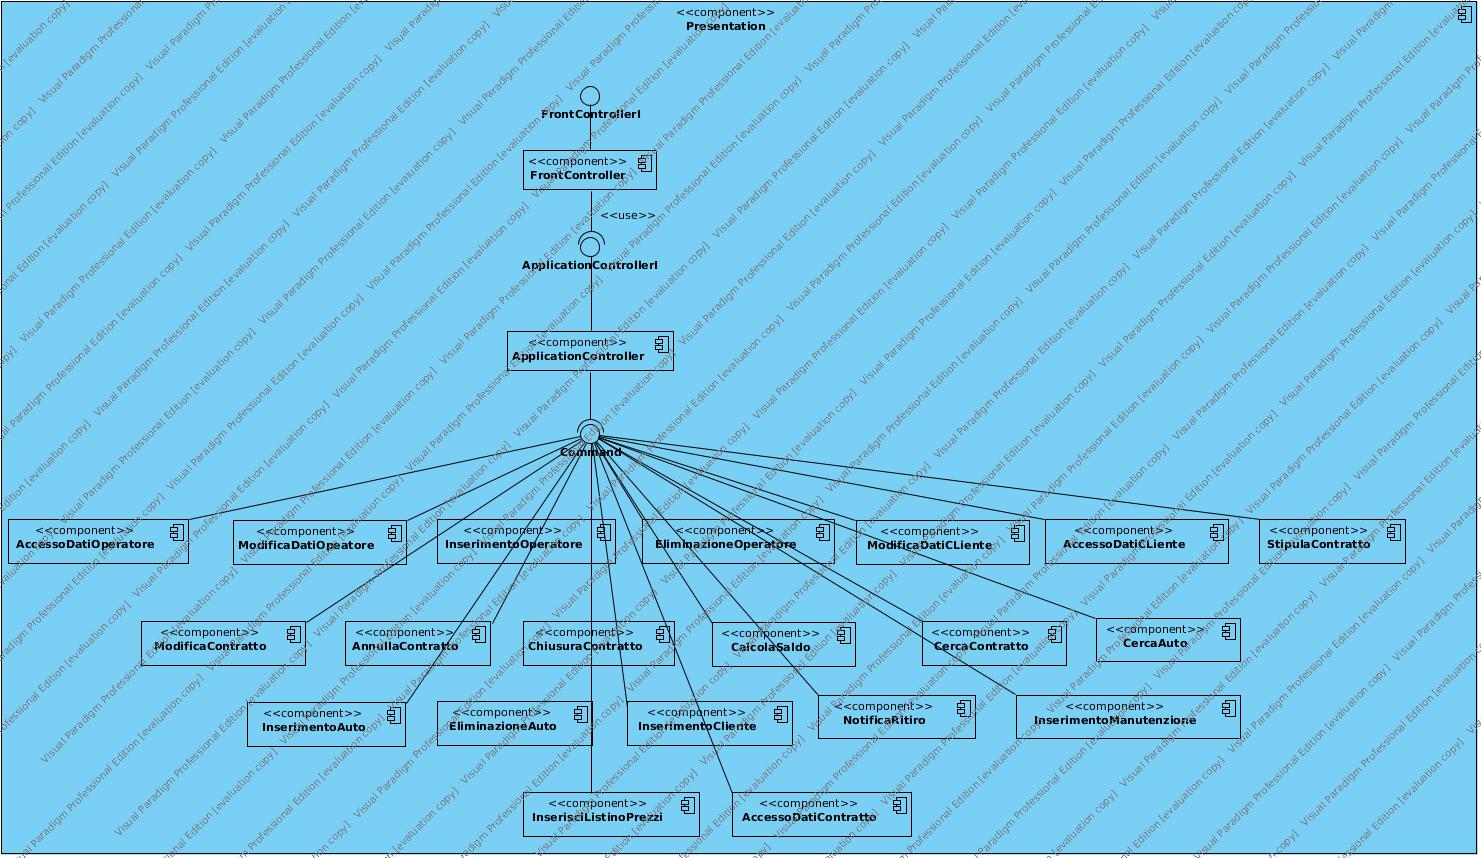 <<component>>
Presentation
FrontControllerI
<<component>>
FrontController
<<use>>
ApplicationControllerI
<<component>>
ApplicationController
Command
<<component>>
AccessoDatiOperatore
<<component>>
ModificaDatiOpeatore
<<component>>
InserimentoOperatore
<<component>>
EliminazioneOperatore
<<component>>
ModificaDatiCLiente
<<component>>
AccessoDatiCLiente
<<component>>
StipulaContratto
<<component>>
ModificaContratto
<<component>>
AnnullaContratto
<<component>>
ChiusuraContratto
<<component>>
CalcolaSaldo
<<component>>
CercaContratto
<<component>>
CercaAuto
<<component>>
InserimentoAuto
<<component>>
EliminazioneAuto
<<component>>
InserimentoCliente
<<component>>
NotificaRitiro
<<component>>
InserimentoManutenzione
<<component>>
InserisciListinoPrezzi
<<component>>
AccessoDatiContratto
Visual Paradigm Professional Edition [evaluation copy]